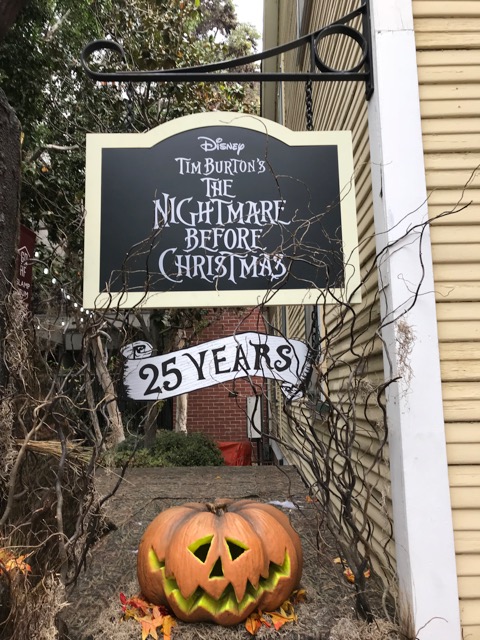 Disney
TIM BURTON'S
THE
NIGHTMARE
BEFORE
CHRISTMAS
25 YEARS